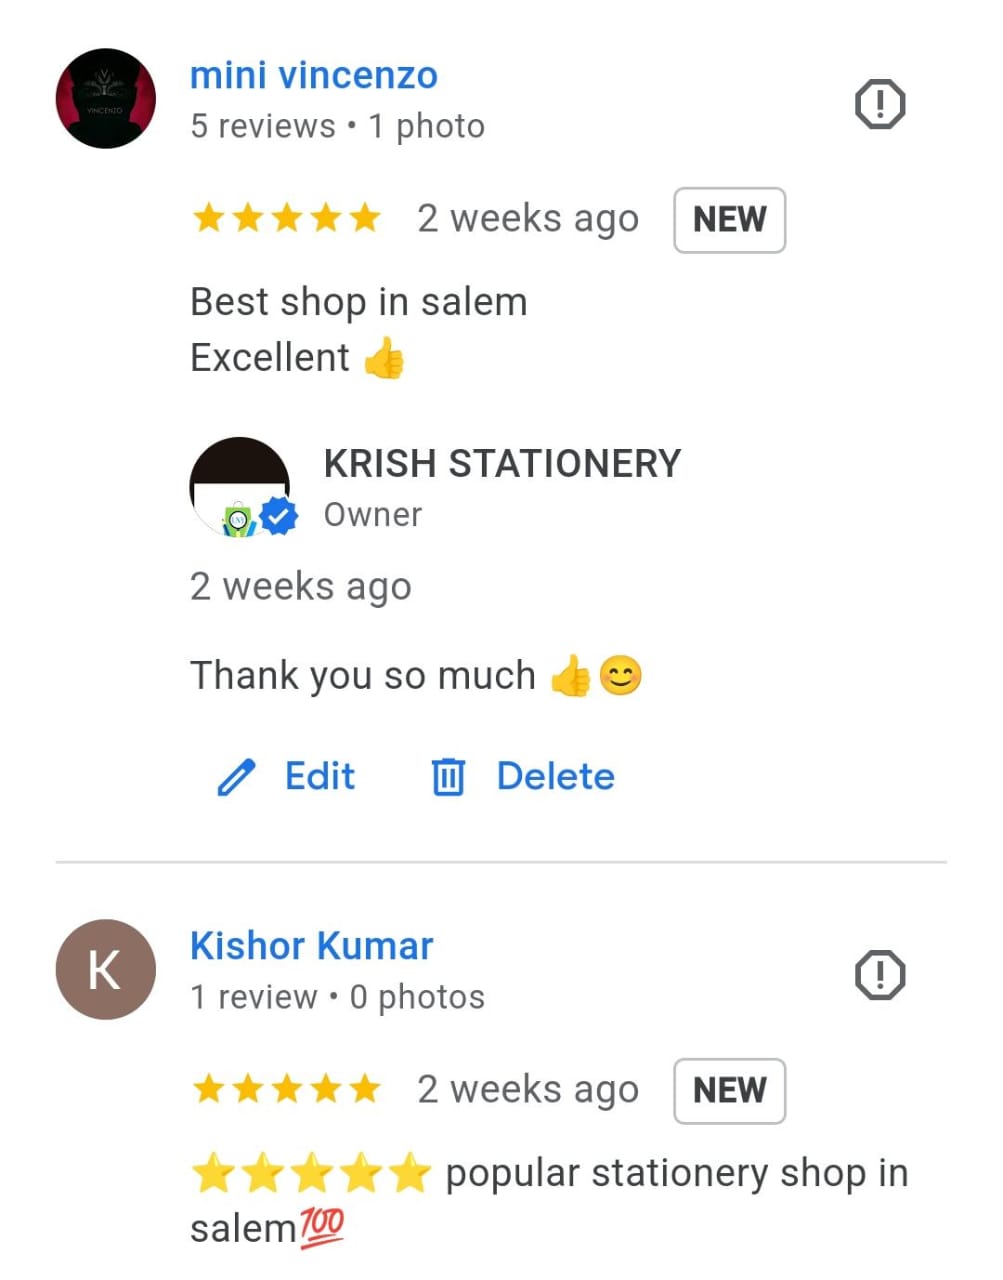 mini vincenzo
5 reviews • 1 photo
VINCENZO
2 weeks ago
NEW
Best shop in salem
Excellent 👍
KRISH STATIONERY
Owner
2 weeks ago
Thank you so much 👍😊
Edit
Delete
K
Kishor Kumar
1 review • 0 photos
2 weeks ago
NEW
⭐⭐⭐⭐⭐ popular stationery shop in
salem💯